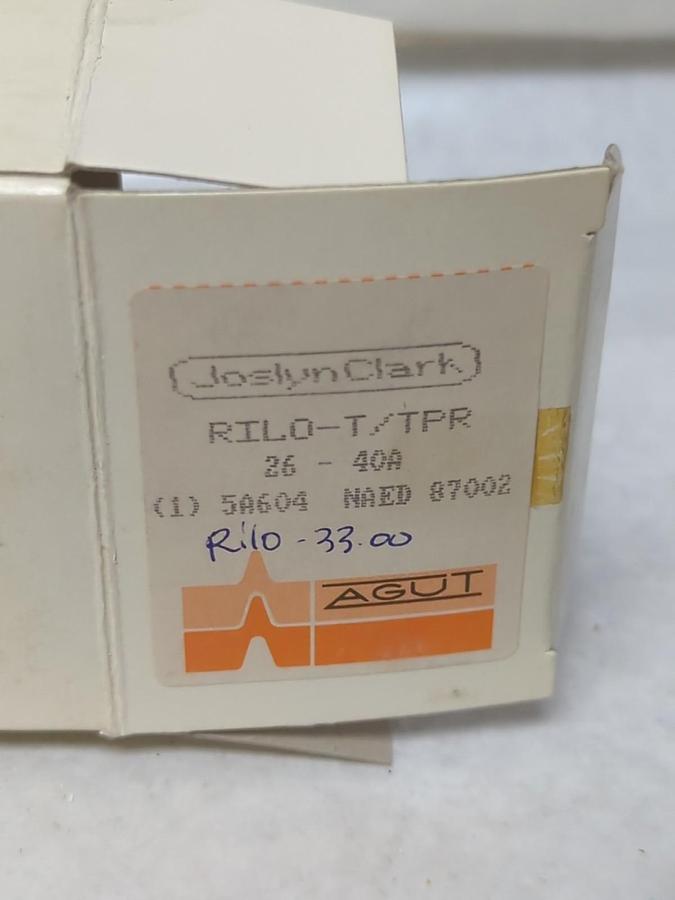 JoslynClark
RILO-T/TPR
26 - 40A
(1) 5A604 NAED 87002
Rilo - 33.00
AGUT